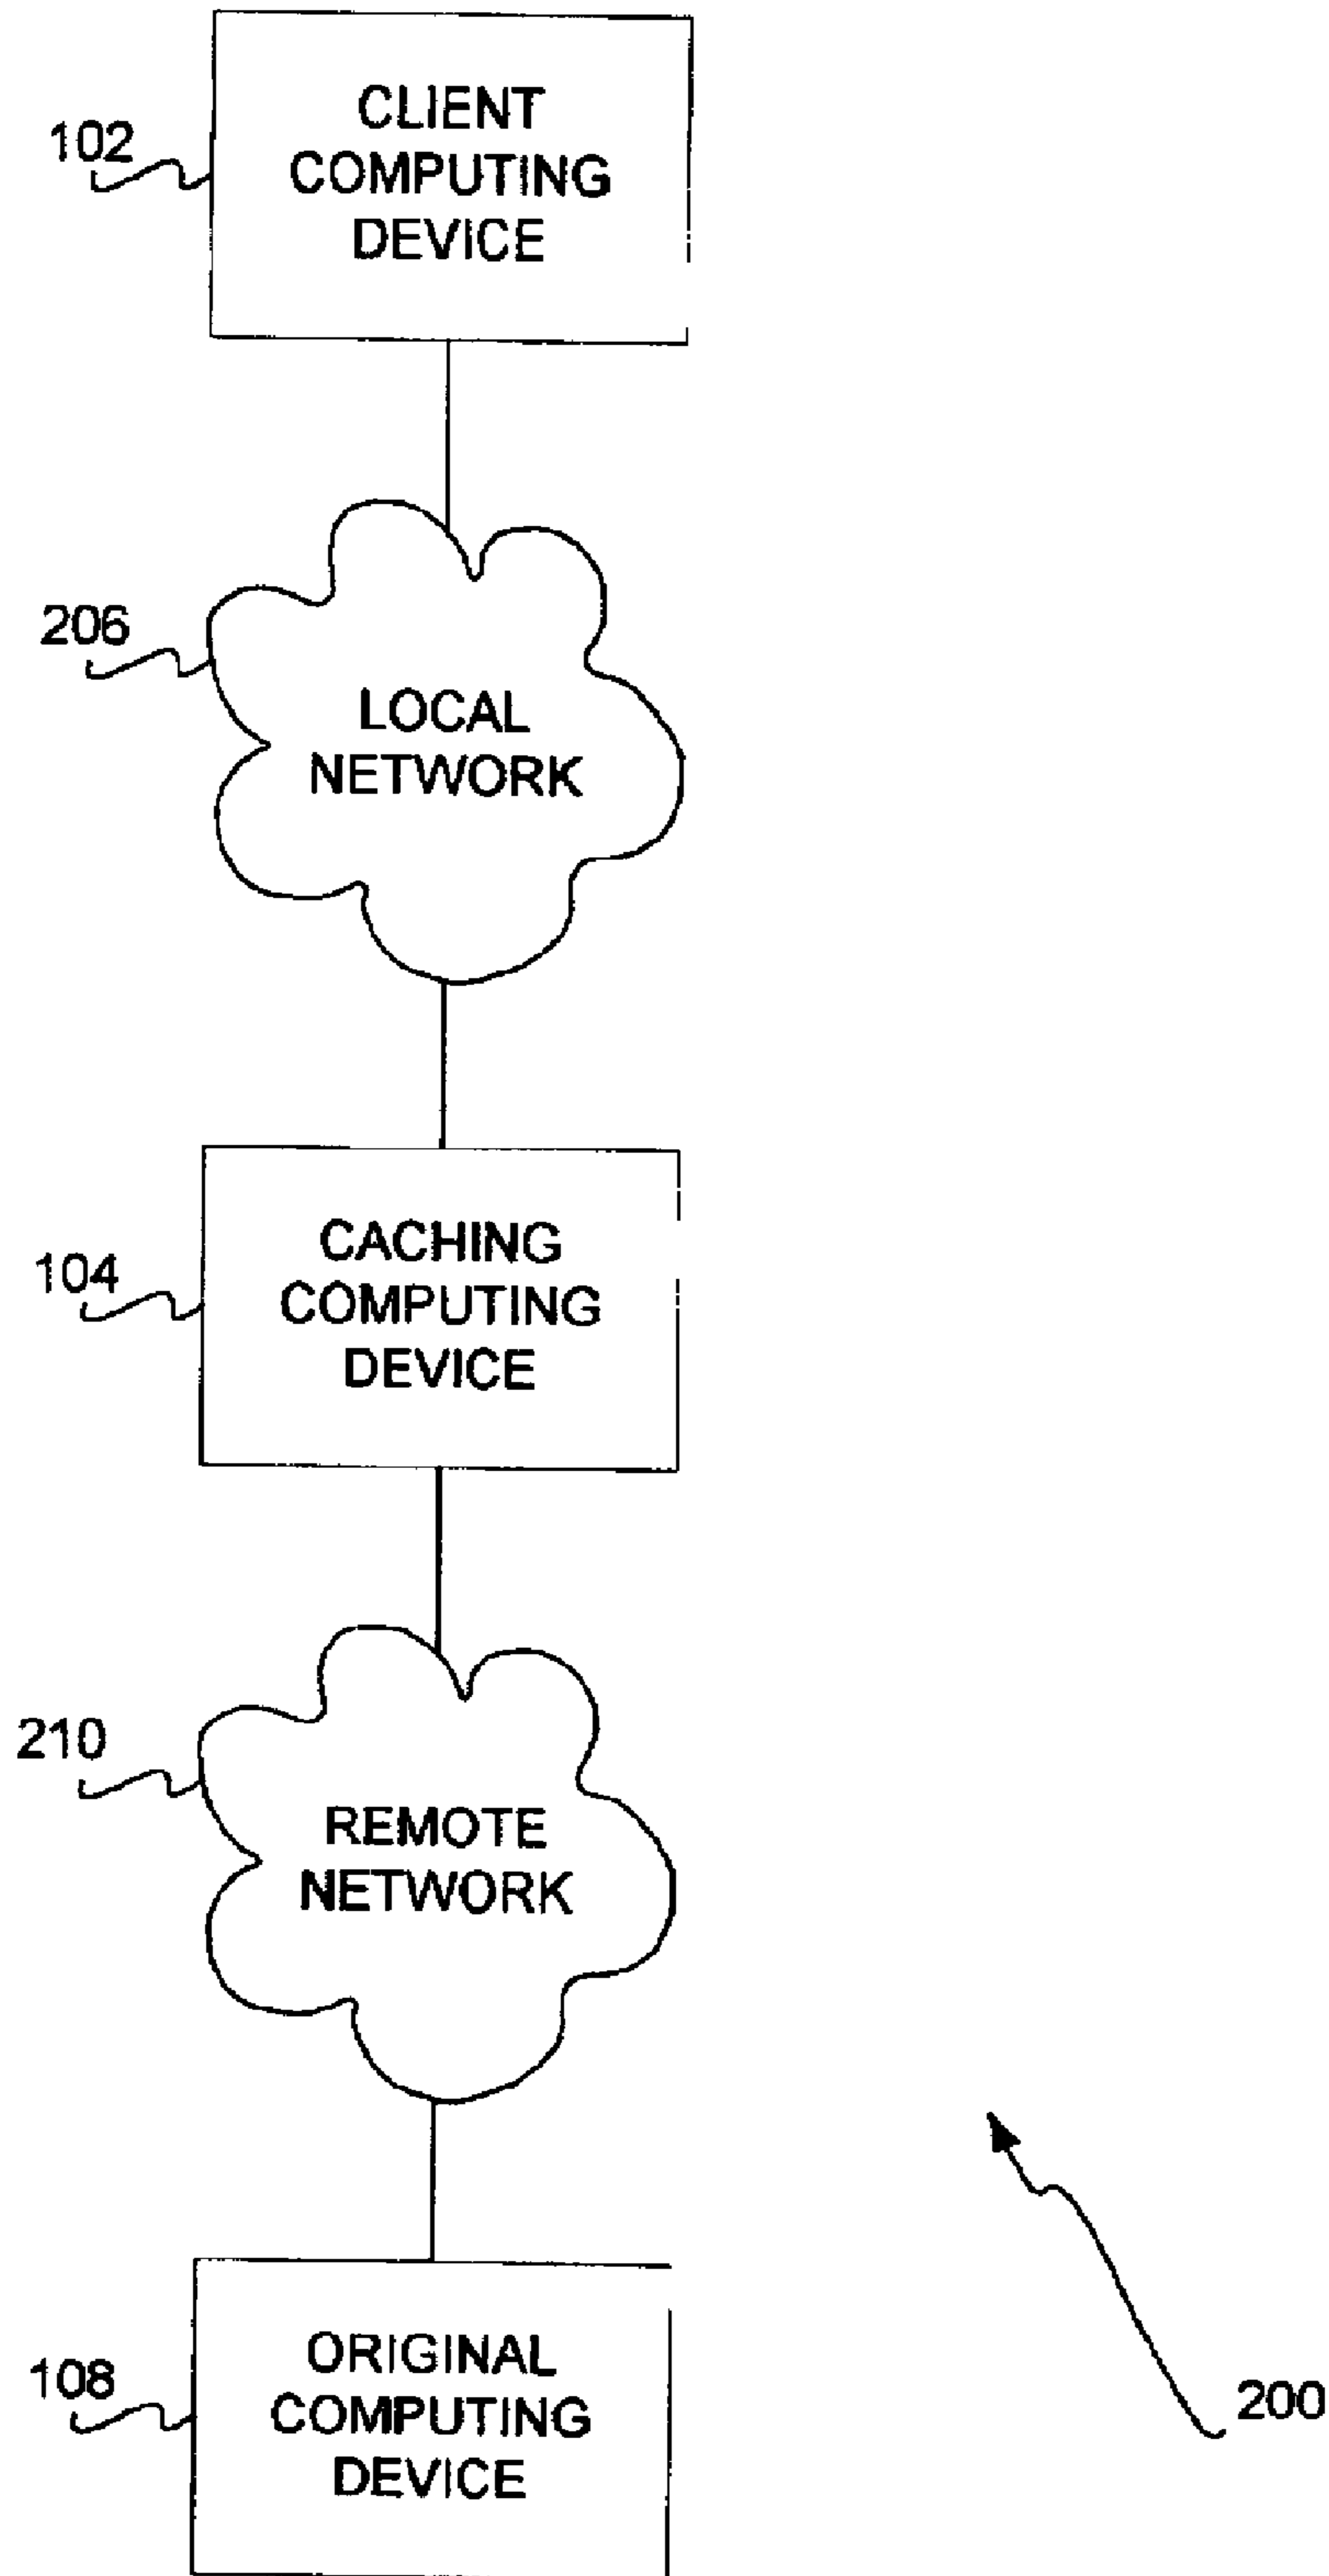 CLIENT
COMPUTING
DEVICE
102
206
LOCAL
NETWORK
CACHING
104
COMPUTING
DEVICE
210
REMOTE
NETWORK
ORIGINAL
108
COMPUTING
DEVICE
200